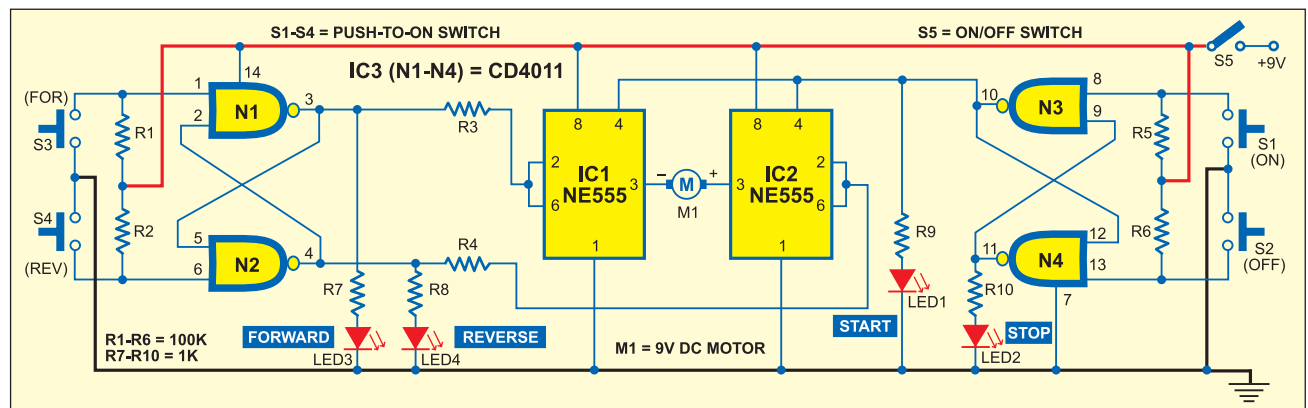 S1-S4 = PUSH-TO-ON SWITCH
S5 = ON/OFF SWITCH
S5
+9V
IC3 (N1-N4) = CD4011
(FOR)
S3
S4
(REV)
R1
R2
1
2
14
N1
3
5
6
N2
4
R3
R4
R7
R8
FORWARD
LED3
REVERSE
LED4
8
4
2
6
IC1
NE555
3
1
–
M
+
M1
8
4
3
IC2
NE555
2
6
1
R9
LED1
START
10
N3
8
9
11
N4
12
13
7
R10
LED2
STOP
R5
R6
S1
(ON)
S2
(OFF)
R1-R6 = 100K
R7-R10 = 1K
M1 = 9V DC MOTOR